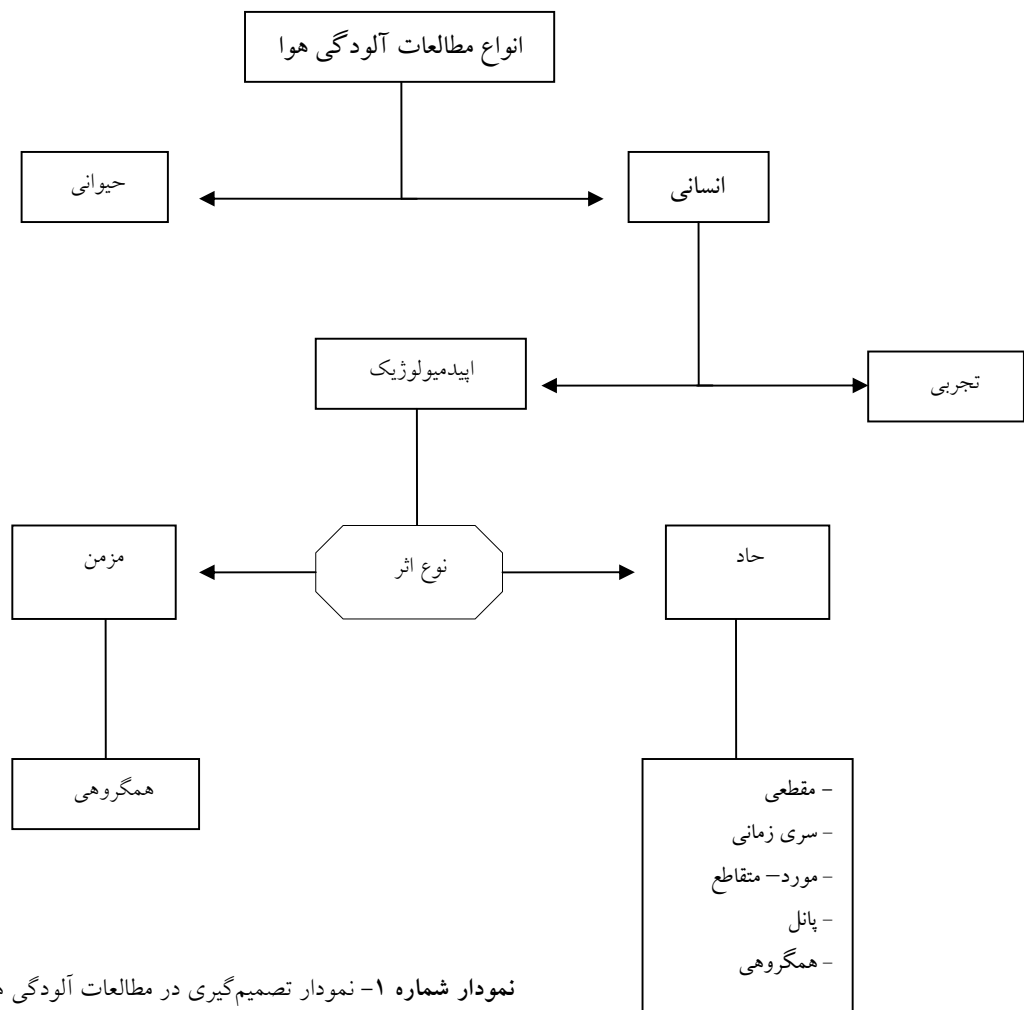 انواع مطالعات آلودگی هوا
انسانی
حیوانی
اپیدمیولوژیک
تجربی
حاد
نوع اثر
مزمن
همگروهی
- مقطعی
- سری زمانی
- مورد– متقاطع
- پانل
- همگروهی
نمودار شماره ۱- نمودار تصمیم‌گیری در مطالعات آلودگی